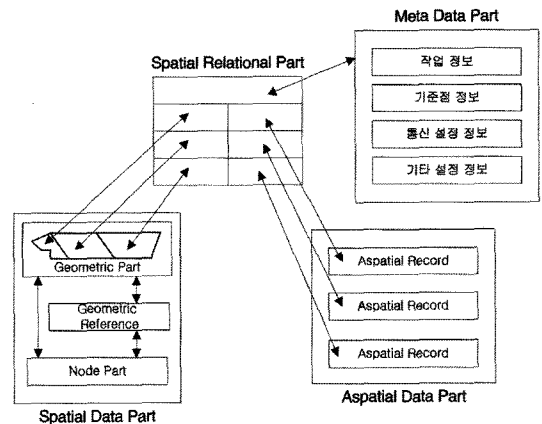 Meta Data Part
작업 정보
기준점 정보
통신 설정 정보
기타 설정 정보
Spatial Relational Part
Geometric Part
Geometric
Reference
Node Part
Spatial Data Part
Aspatial Record
Aspatial Record
Aspatial Record
Aspatial Data Part